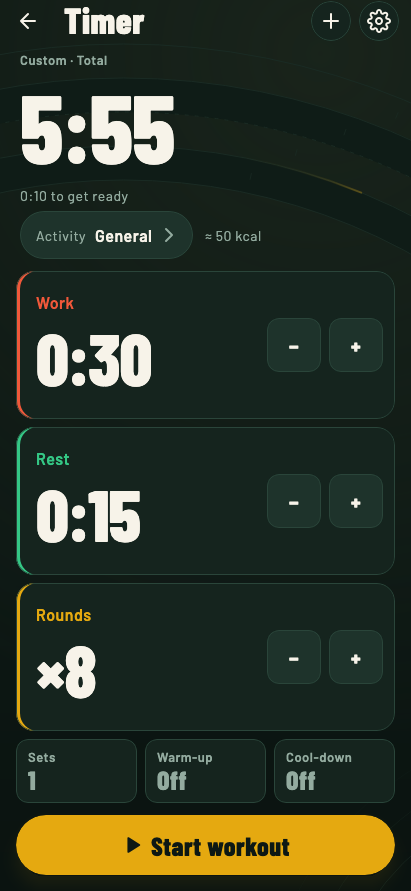 Timer
Custom · Total
5:55
0:10 to get ready
Activity General
≈ 50 kcal
Work
0:30
- +
Rest
0:15
- +
Rounds
×8
- +
Sets
1
Warm-up
Off
Cool-down
Off
Start workout